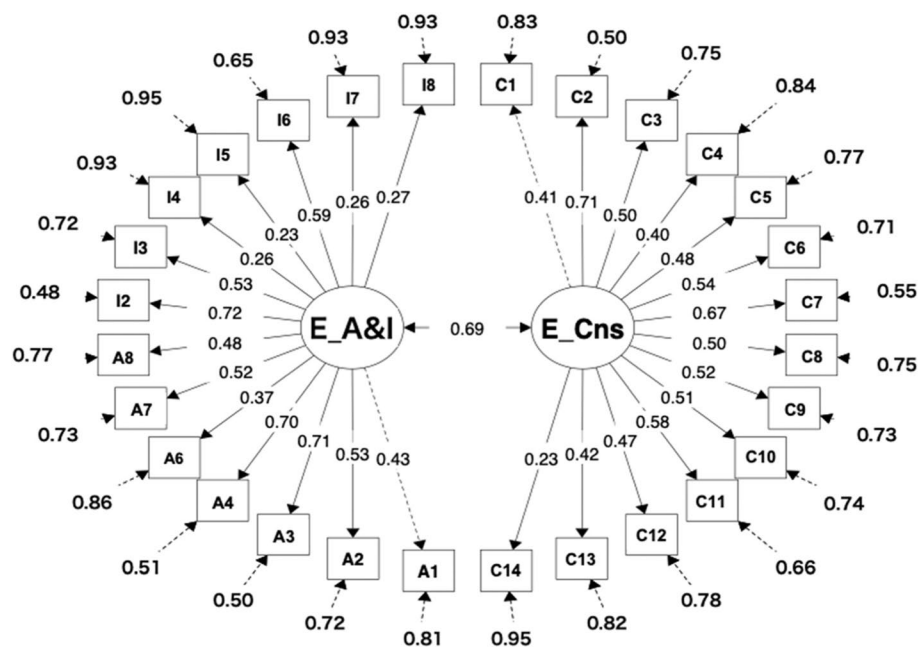 0.93 0.83
0.93 0.50
0.65 I8 C1 0.75
I7 C2
0.95 I6 C3 0.84
I5 C4
0.93 0.77
I4 C5
0.72 0.71
I3 C6
0.59 0.26 0.27 0.41 0.71 0.50
0.23 0.40
0.26 0.48
0.53 0.54
0.48 I2 0.72 0.67 C7 0.55
E_A&I 0.69 E_Cns
0.77 A8 0.48 0.50 C8 0.75
0.52 0.52
A7 0.37 0.51 C9
0.73 0.70 0.58 0.73
0.71 0.53 0.43 0.23 0.42 0.47
A6 C10
0.86 0.74
A4 C11
0.51 A3 C12 0.66
A2 C13
A1 C14
0.50 0.78
0.72 0.82
0.81 0.95